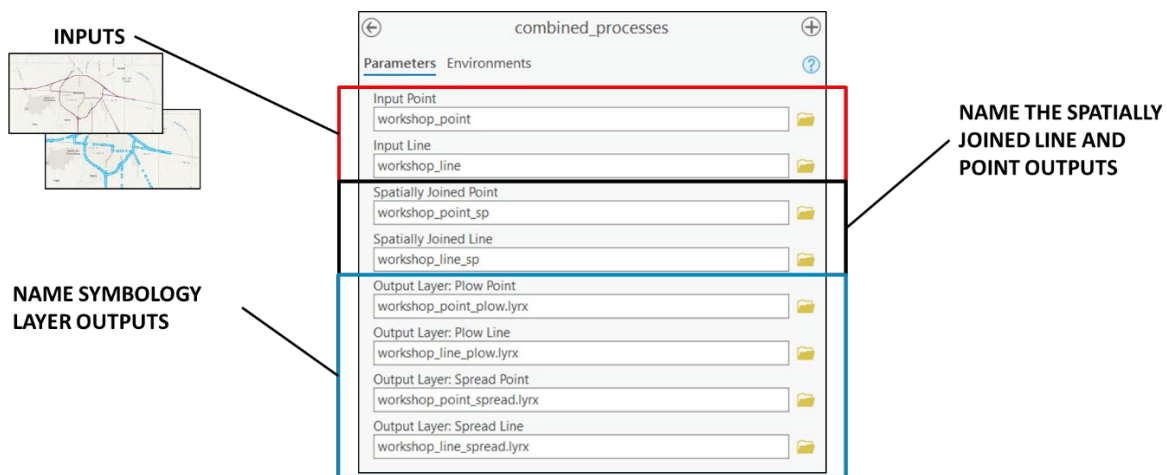 INPUTS
combined_processes
Parameters Environments
Input Point
workshop_point
Input Line
workshop_line
Spatially Joined Point
workshop_point_sp
Spatially Joined Line
workshop_line_sp
Output Layer: Plow Point
workshop_point_plow.lyrx
Output Layer: Plow Line
workshop_line_plow.lyrx
Output Layer: Spread Point
workshop_point_spread.lyrx
Output Layer: Spread Line
workshop_line_spread.lyrx
NAME THE SPATIALLY
JOINED LINE AND
POINT OUTPUTS
NAME SYMBOLOGY
LAYER OUTPUTS